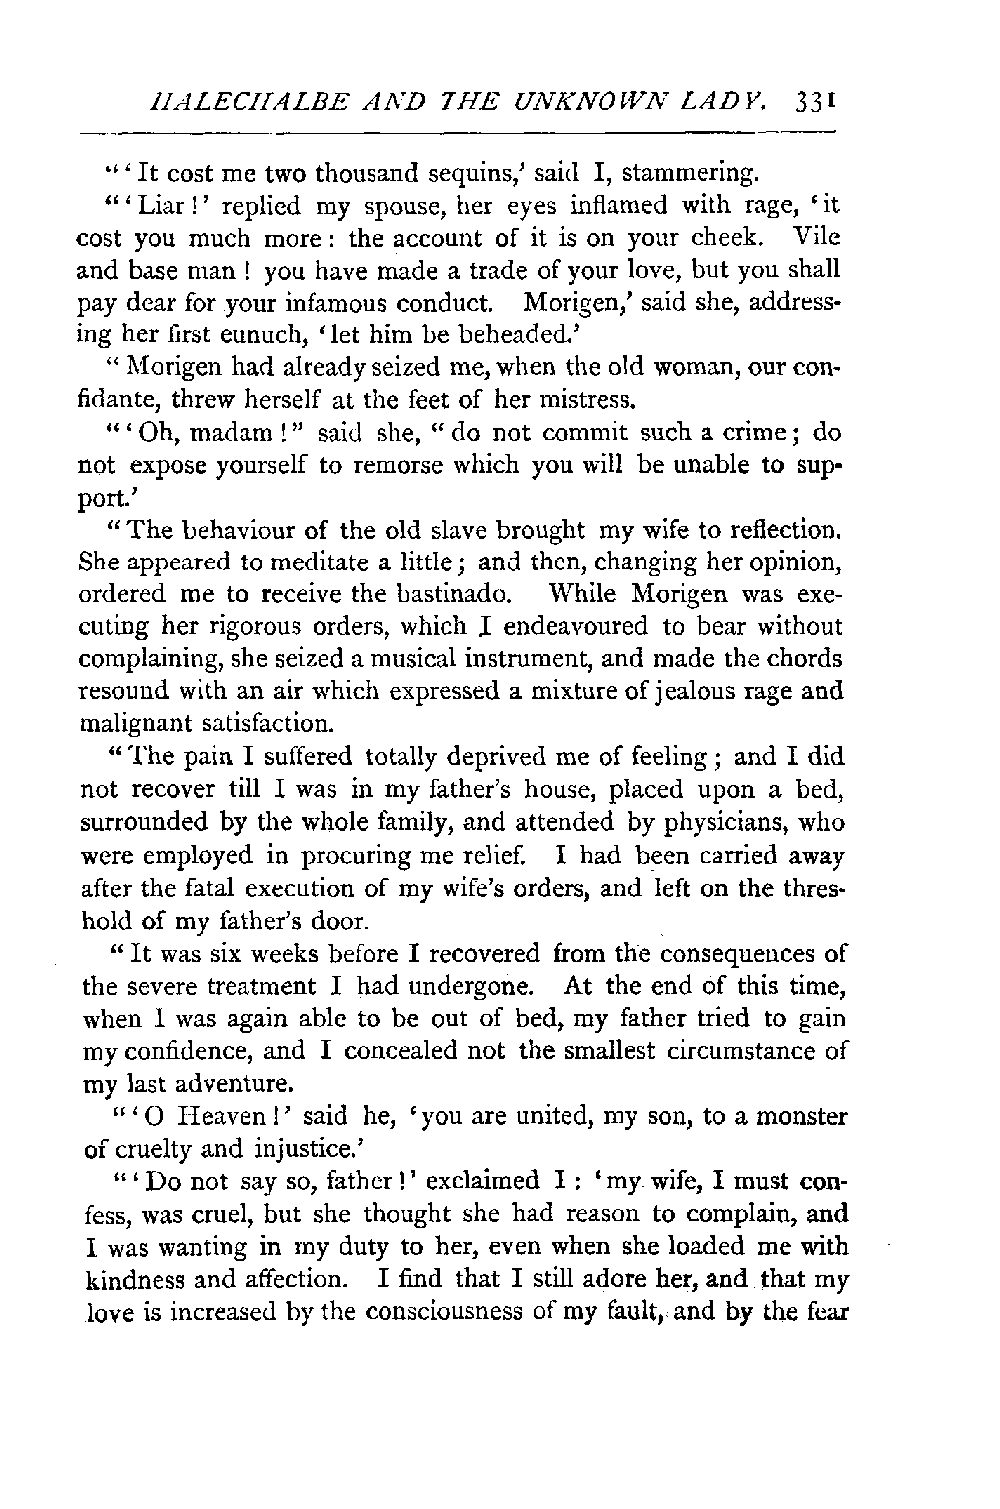 HALECHALBE AND THE UNKNOWN LADY. 331
"'It cost me two thousand sequins,' said I, stammering.
"'Liar!' replied my spouse, her eyes inflamed with rage, 'it
cost you much more: the account of it is on your cheek. Vile
and base man! you have made a trade of your love, but you shall
pay dear for your infamous conduct. Morigen,' said she, address-
ing her first eunuch, 'let him be beheaded.'
"Morigen had already seized me, when the old woman, our con-
fidante, threw herself at the feet of her mistress.
"'Oh, madam!" said she, "do not commit such a crime; do
not expose yourself to remorse which you will be unable to sup-
port.'
"The behaviour of the old slave brought my wife to reflection.
She appeared to meditate a little; and then, changing her opinion,
ordered me to receive the bastinado. While Morigen was exe-
cuting her rigorous orders, which I endeavoured to bear without
complaining, she seized a musical instrument, and made the chords
resound with an air which expressed a mixture of jealous rage and
malignant satisfaction.
"The pain I suffered totally deprived me of feeling; and I did
not recover till I was in my father's house, placed upon a bed,
surrounded by the whole family, and attended by physicians, who
were employed in procuring me relief. I had been carried away
after the fatal execution of my wife's orders, and left on the thres-
hold of my father's door.
"It was six weeks before I recovered from the consequences of
the severe treatment I had undergone. At the end of this time,
when I was again able to be out of bed, my father tried to gain
my confidence, and I concealed not the smallest circumstance of
my last adventure.
"'O Heaven!' said he, 'you are united, my son, to a monster
of cruelty and injustice.'
"'Do not say so, father!' exclaimed I: 'my wife, I must con-
fess, was cruel, but she thought she had reason to complain, and
I was wanting in my duty to her, even when she loaded me with
kindness and affection. I find that I still adore her, and that my
love is increased by the consciousness of my fault, and by the fear